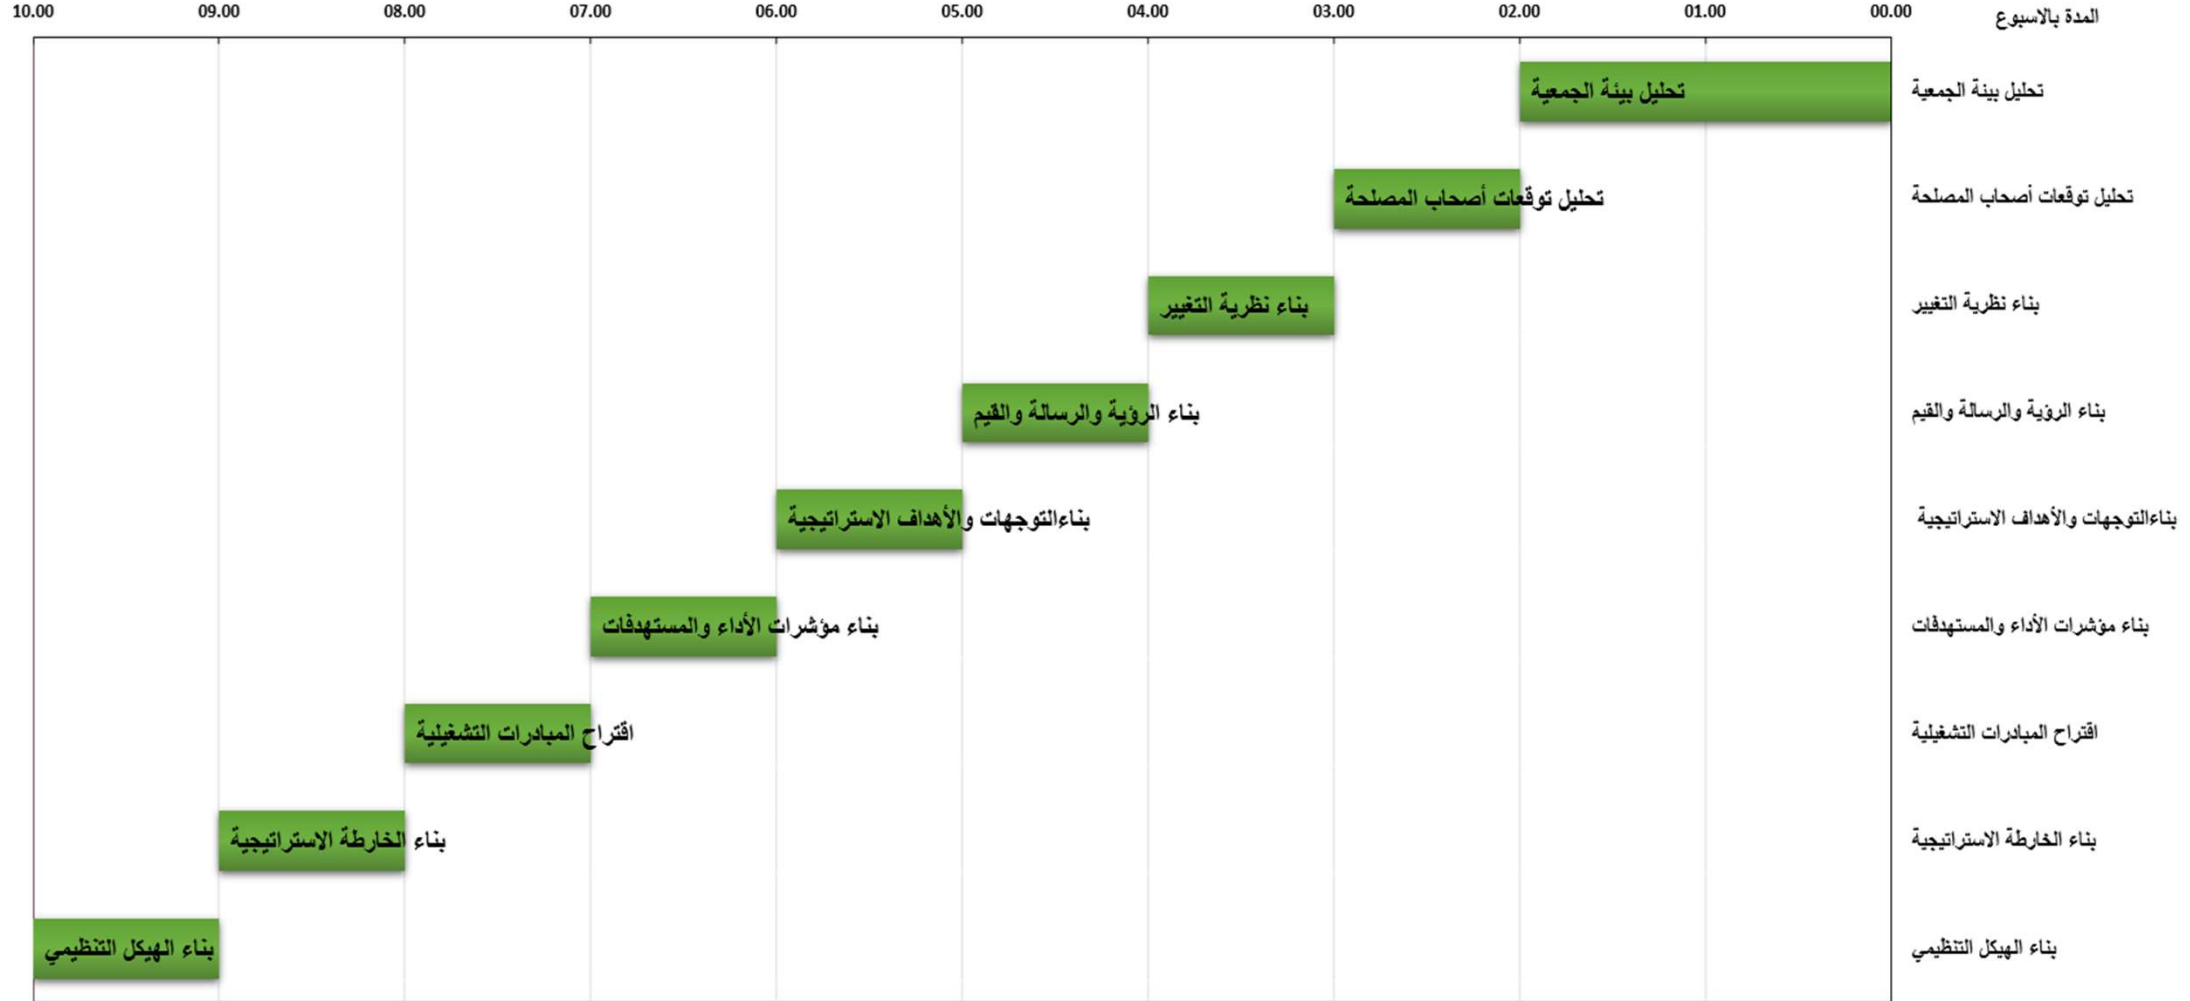 المدة بالاسبوع 00.00 01.00 02.00 03.00 04.00 05.00 06.00 07.00 08.00 09.00 10.00
تحليل بيئة الجمعية تحليل بيئة الجمعية
تحليل توقعات أصحاب المصلحة تحليل توقعات أصحاب المصلحة
بناء نظرية التغيير بناء نظرية التغيير
بناء الرؤية والرسالة والقيم بناء الرؤية والرسالة والقيم
بناءالتوجهات والأهداف الاستراتيجية بناءالتوجهات والأهداف الاستراتيجية
بناء مؤشرات الأداء والمستهدفات بناء مؤشرات الأداء والمستهدفات
اقتراح المبادرات التشغيلية اقتراح المبادرات التشغيلية
بناء الخارطة الاستراتيجية بناء الخارطة الاستراتيجية
بناء الهيكل التنظيمي بناء الهيكل التنظيمي